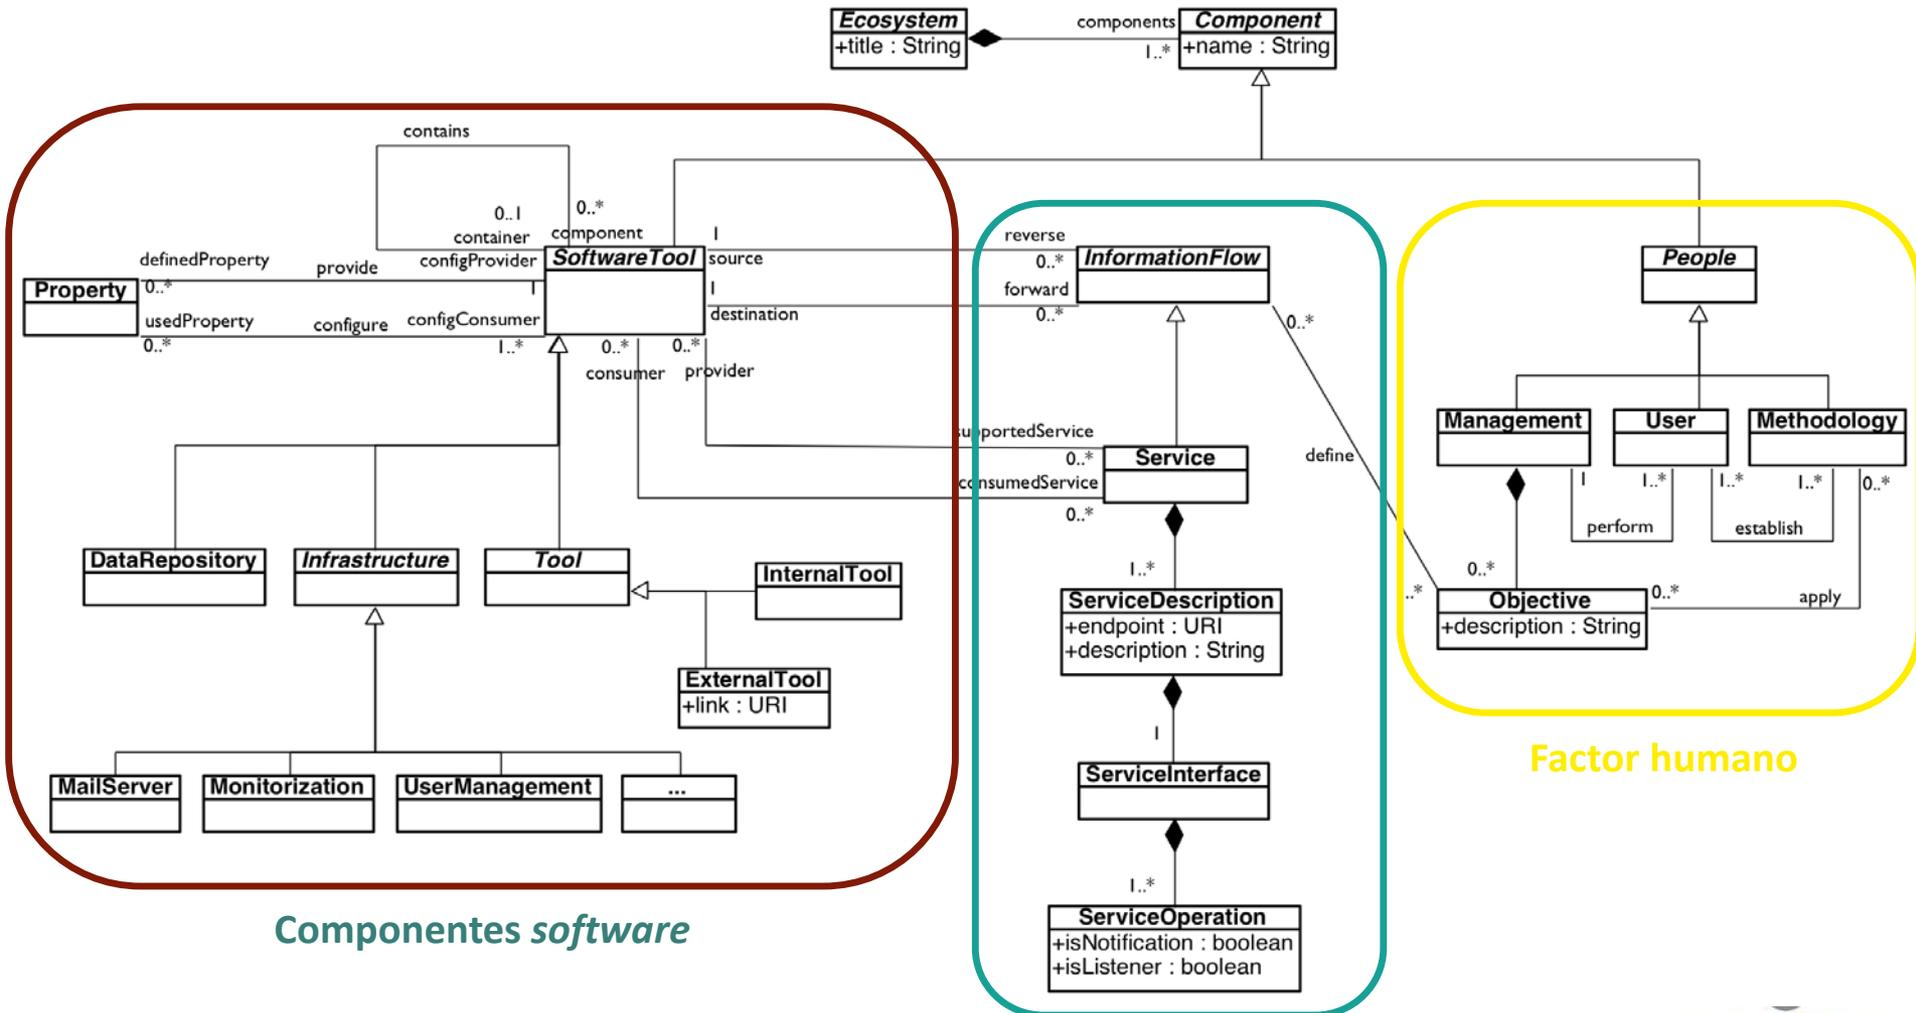 Ecosystem
+title : String
components
1..*
Component
+name : String
contains
0..1
container
0..*
component
definedProperty
0..*
provide
configProvider
1
Property
usedProperty
0..*
configure
configConsumer
1..*
SoftwareTool
1
source
1
destination
reverse
0..*
forward
0..*
InformationFlow
0..*
People
0..*
consumer
0..*
provider
supportedService
0..*
consumedService
0..*
Service
define
Management
User
Methodology
1
1..*
perform
1..*
1..*
establish
0..*
DataRepository
Infrastructure
Tool
InternalTool
ExternalTool
+link : URI
1..*
ServiceDescription
+endpoint : URI
+description : String
..*
0..*
Objective
+description : String
0..*
apply
1
ServiceInterface
MailServer
Monitorization
UserManagement
...
1..*
ServiceOperation
+isNotification : boolean
+isListener : boolean
Componentes software
Factor humano